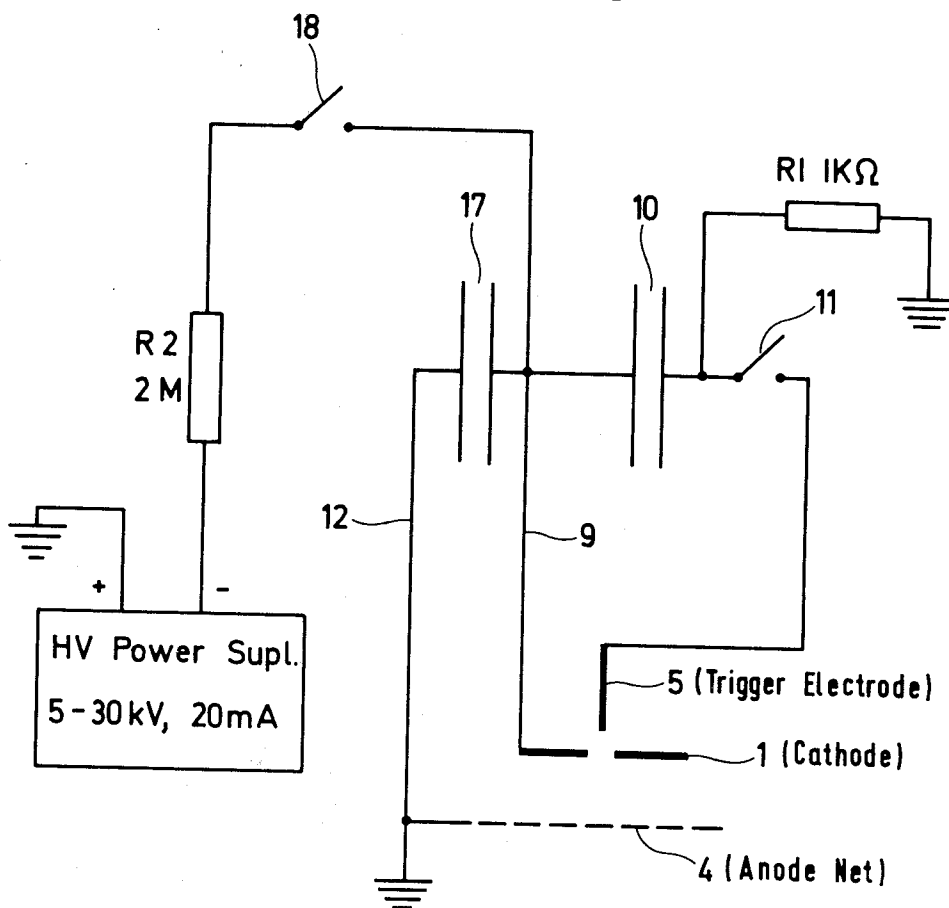 18
R1 1KΩ
17
10
11
R2
2 M
12
9
+
-
HV Power Supl.
5-30kV, 20mA
5 (Trigger Electrode)
1 (Cathode)
4 (Anode Net)